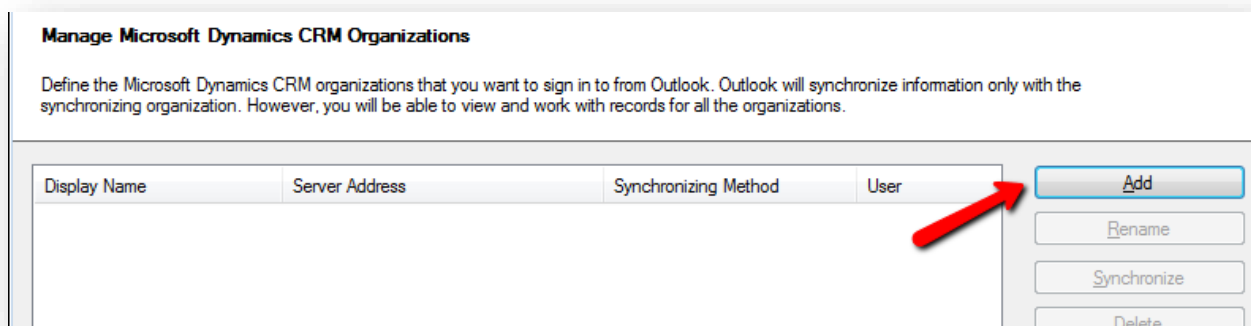 Manage Microsoft Dynamics CRM Organizations
Define the Microsoft Dynamics CRM organizations that you want to sign in to from Outlook. Outlook will synchronize information only with the
synchronizing organization. However, you will be able to view and work with records for all the organizations.
Display Name Server Address Synchronizing Method User
Add
Rename
Synchronize
Delete